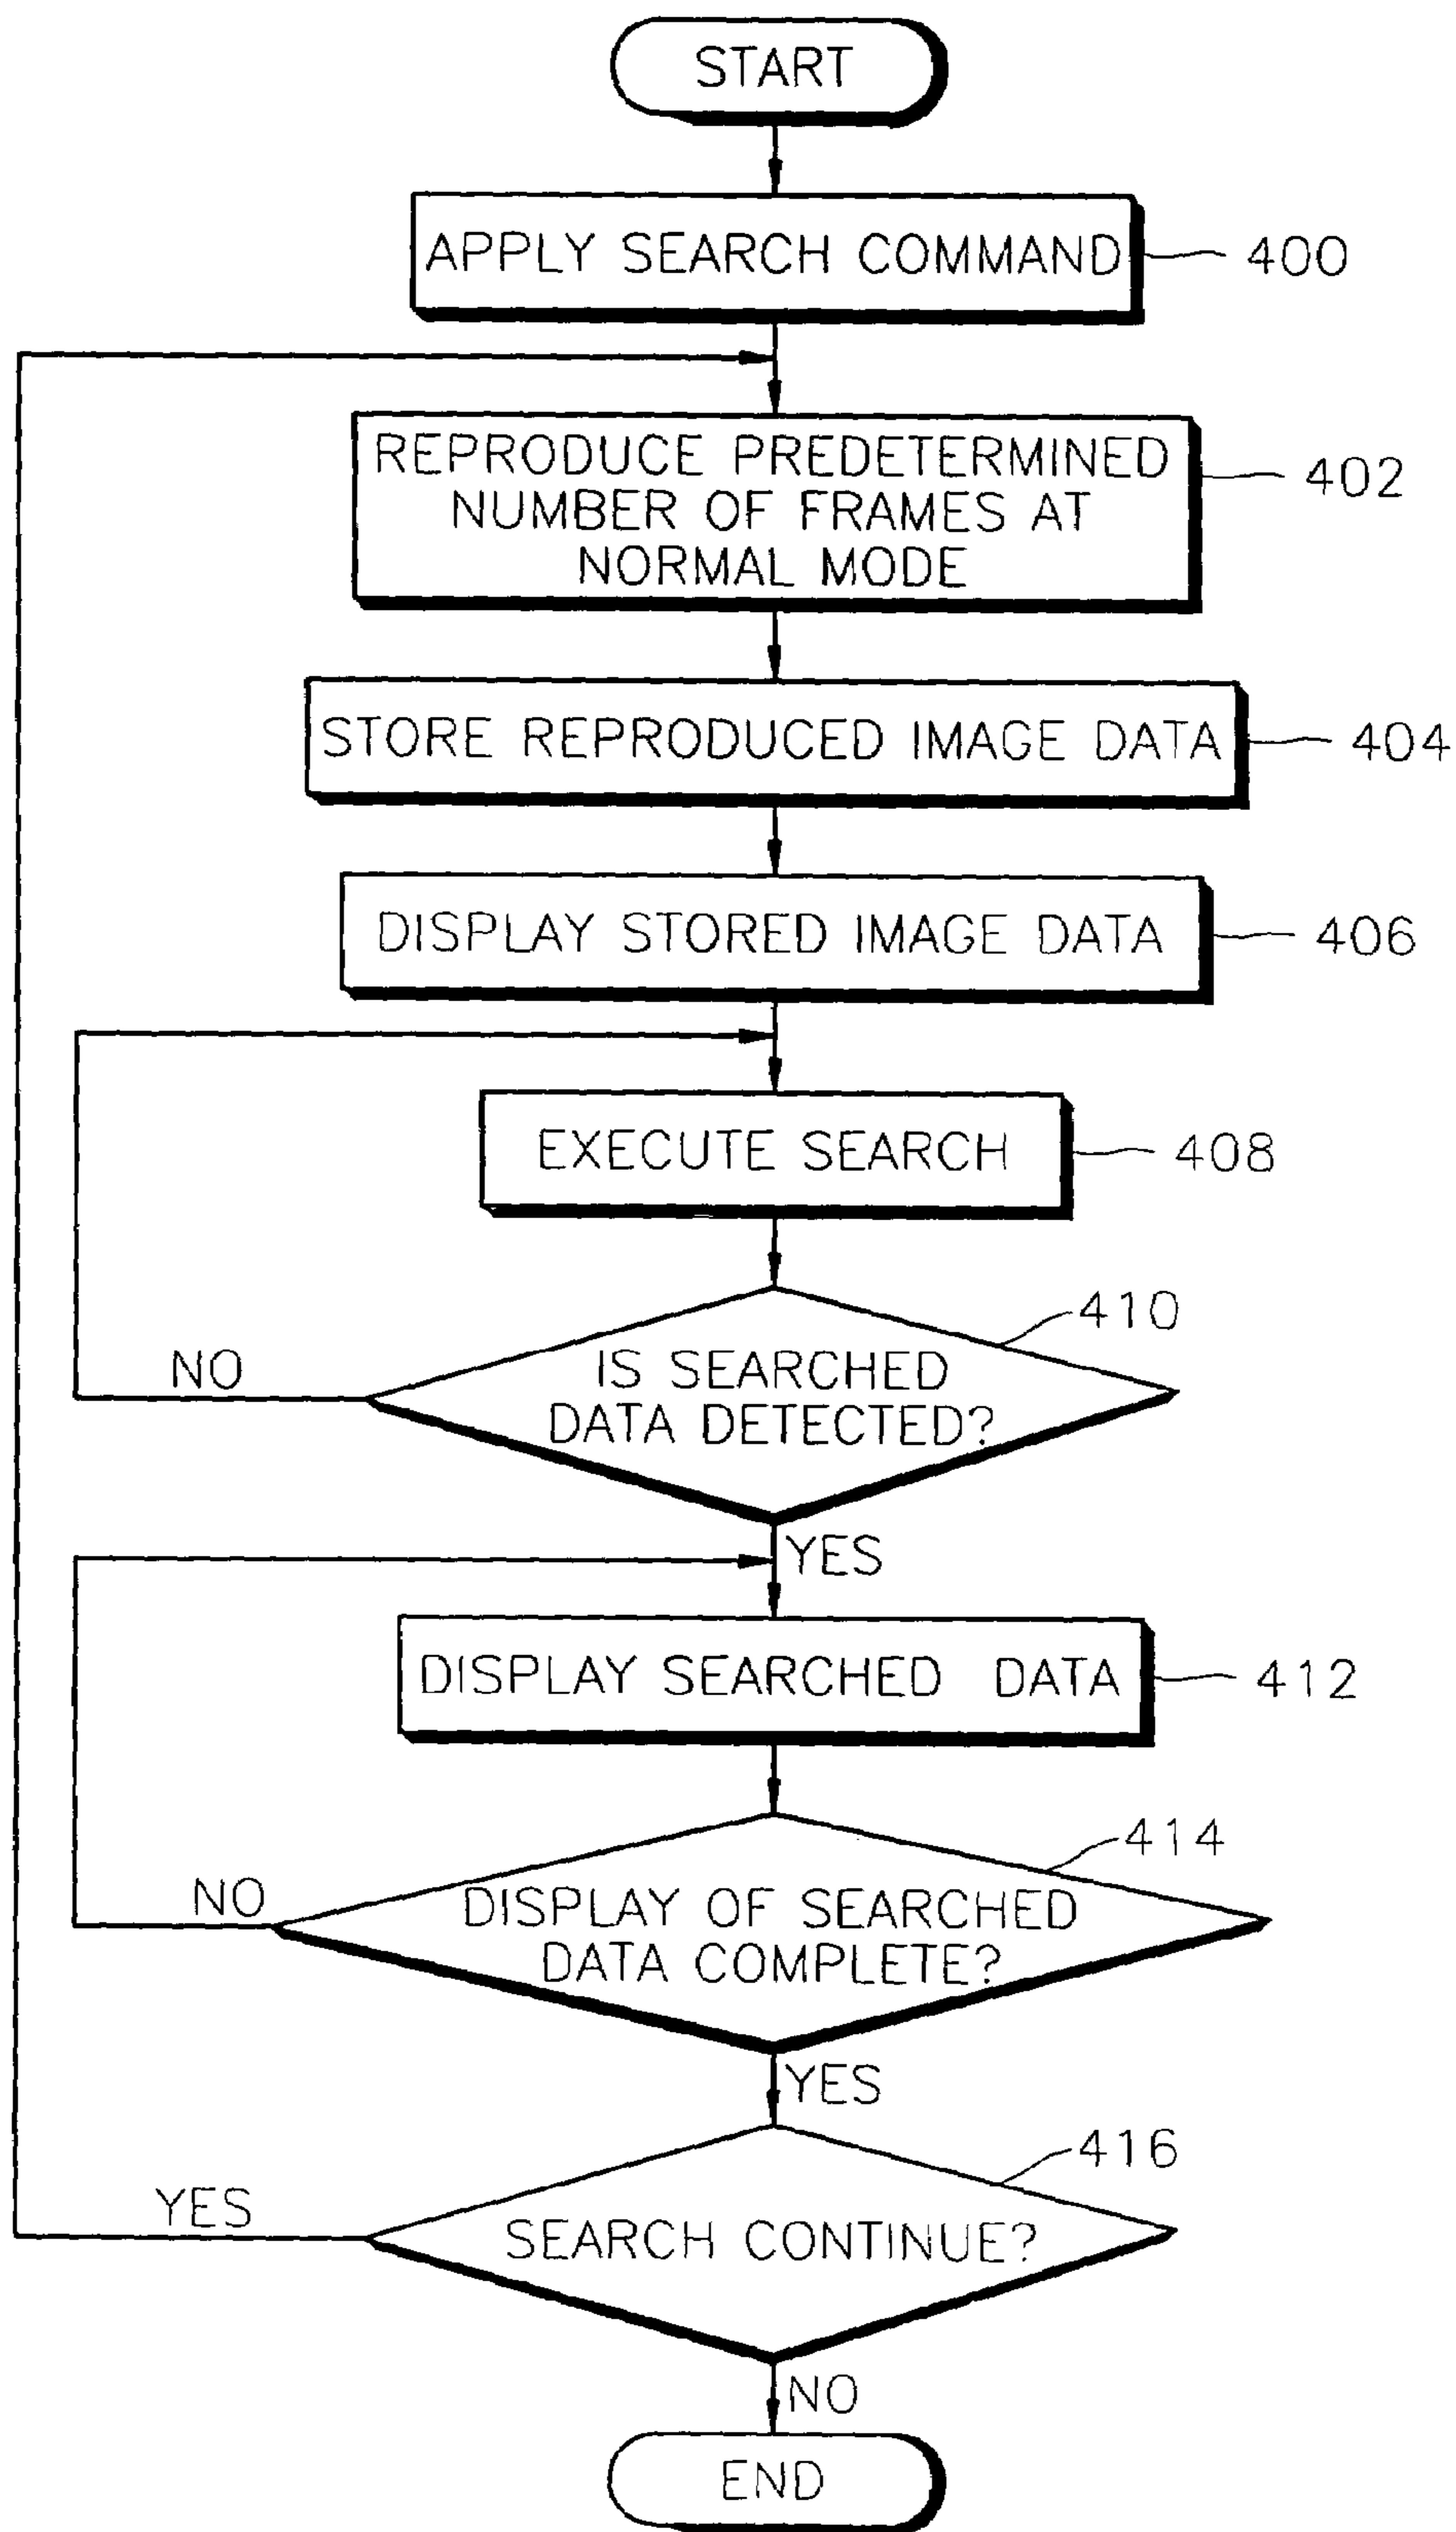 START
APPLY SEARCH COMMAND
400
REPRODUCE PREDETERMINED
NUMBER OF FRAMES AT
NORMAL MODE
402
STORE REPRODUCED IMAGE DATA
404
DISPLAY STORED IMAGE DATA
406
EXECUTE SEARCH
408
410
IS SEARCHED
DATA DETECTED?
NO
YES
DISPLAY SEARCHED DATA
412
414
DISPLAY OF SEARCHED
DATA COMPLETE?
NO
YES
416
SEARCH CONTINUE?
YES
NO
END